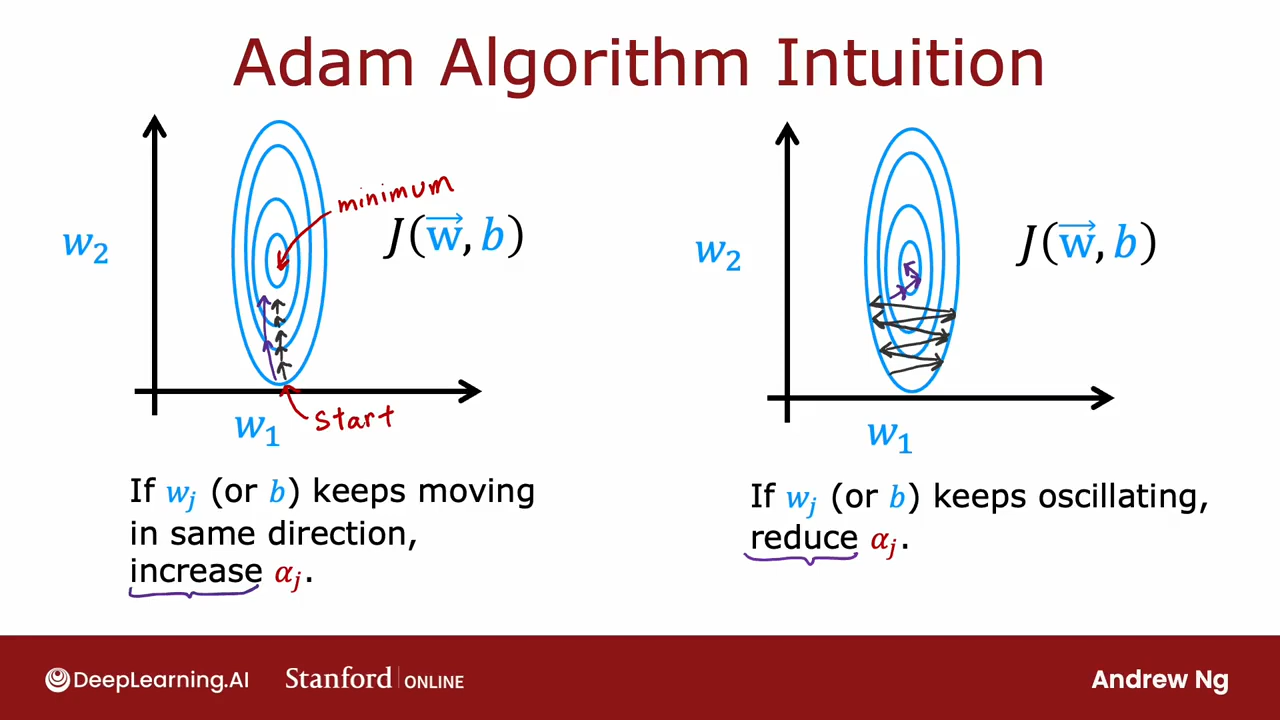 Adam Algorithm Intuition
minimum
w₂
J(w⃗, b)
start
w₁
If wⱼ (or b) keeps moving
in same direction,
increase αⱼ.
w₂
J(w⃗, b)
w₁
If wⱼ (or b) keeps oscillating,
reduce αⱼ.
DeepLearning.AI Stanford | ONLINE Andrew Ng